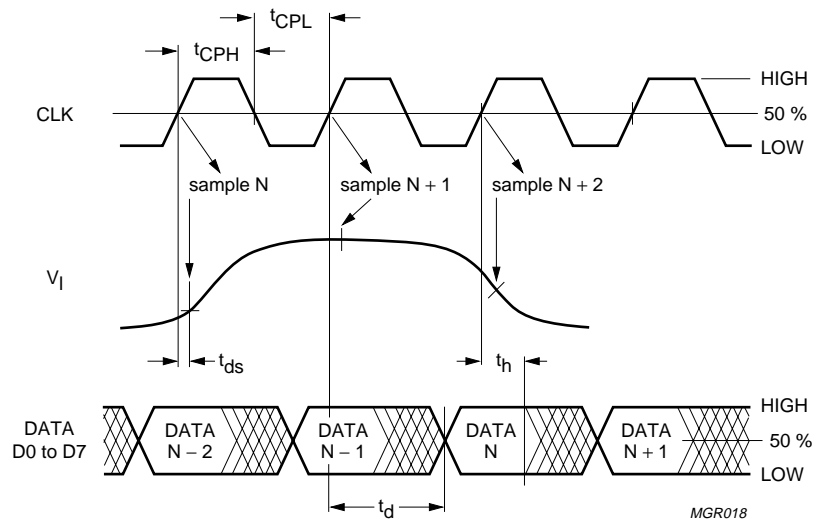 tCPL
tCPH
HIGH
CLK
50 %
LOW
sample N
sample N + 1
sample N + 2
VI
tds
th
HIGH
DATA
D0 to D7
DATA
N − 2
DATA
N − 1
DATA
N
DATA
N + 1
50 %
LOW
td
MGR018